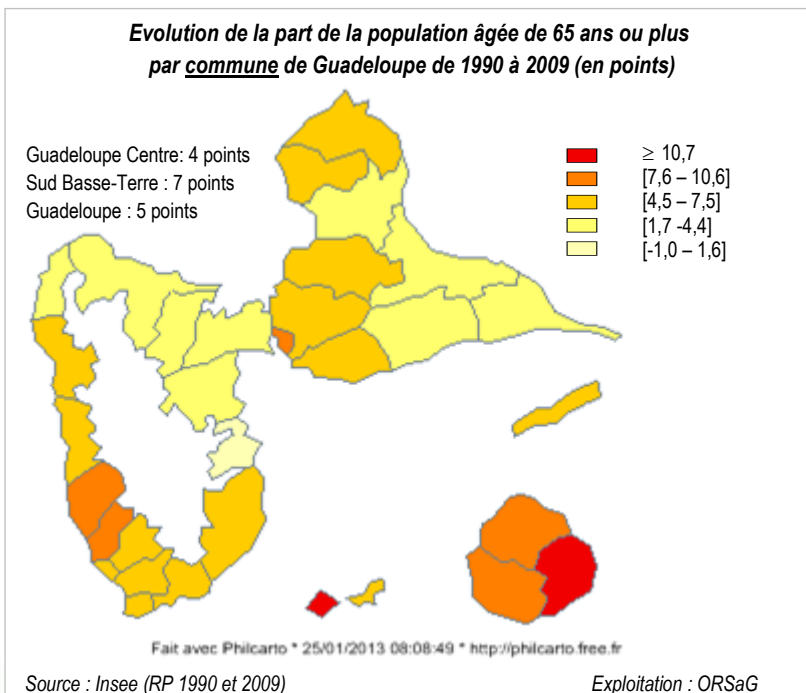 Evolution de la part de la population âgée de 65 ans ou plus
par commune de Guadeloupe de 1990 à 2009 (en points)
Guadeloupe Centre: 4 points
Sud Basse-Terre : 7 points
Guadeloupe : 5 points
≥ 10,7
[7,6 – 10,6]
[4,5 – 7,5]
[1,7 -4,4]
[-1,0 – 1,6]
Fait avec Philcarto * 25/01/2013 08:08:49 * http://philcarto.free.fr
Source : Insee (RP 1990 et 2009)
Exploitation : ORSaG